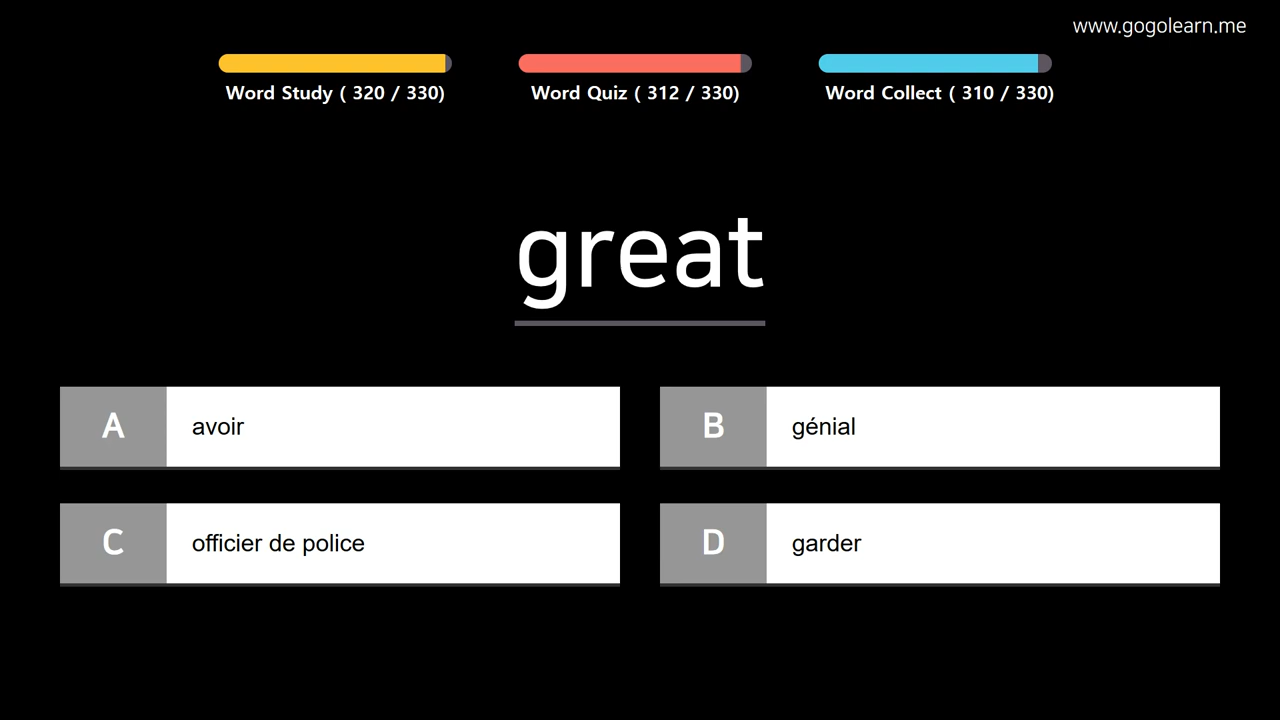 www.gogolearn.me
Word Study ( 320 / 330)
Word Quiz ( 312 / 330)
Word Collect ( 310 / 330)
great
A avoir
B génial
C officier de police
D garder